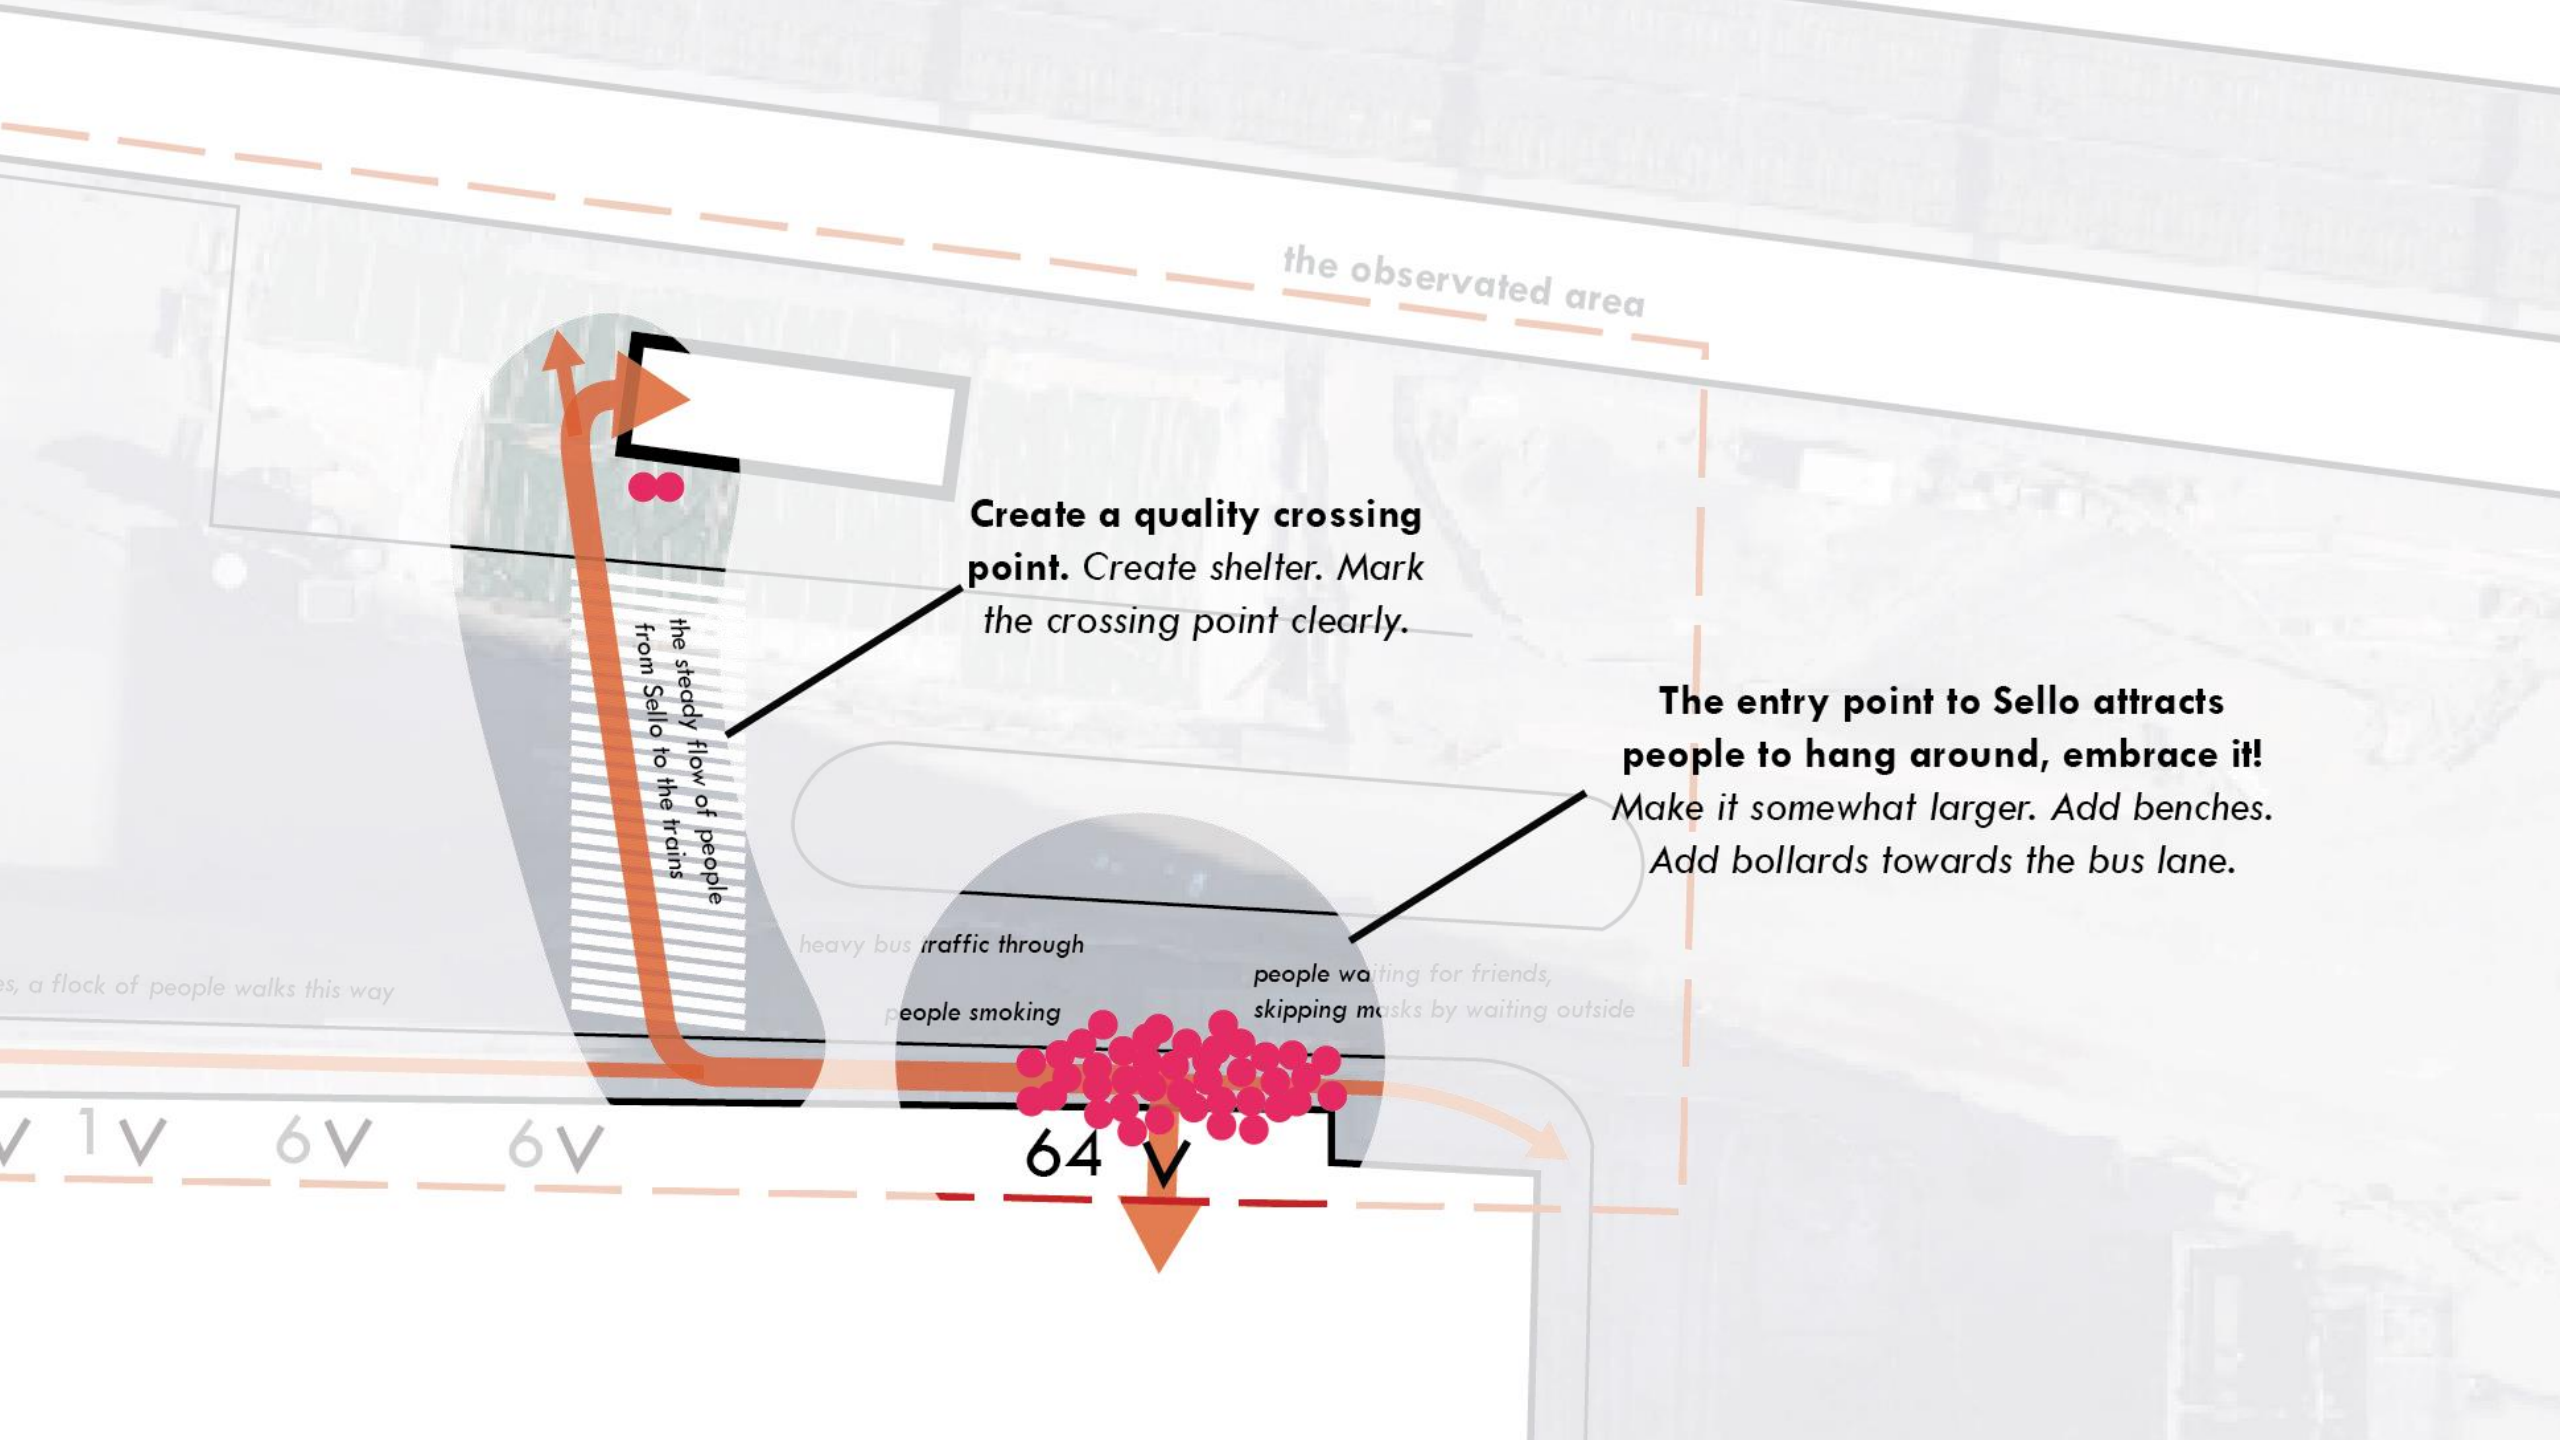 the observated area
Create a quality crossing
point. Create shelter. Mark
the crossing point clearly.
the steady flow of people
from Sello to the trains
The entry point to Sello attracts
people to hang around, embrace it!
Make it somewhat larger. Add benches.
Add bollards towards the bus lane.
heavy bus traffic through
people waiting for friends,
skipping masks by waiting outside
people smoking
a flock of people walks this way
1
6
6
64